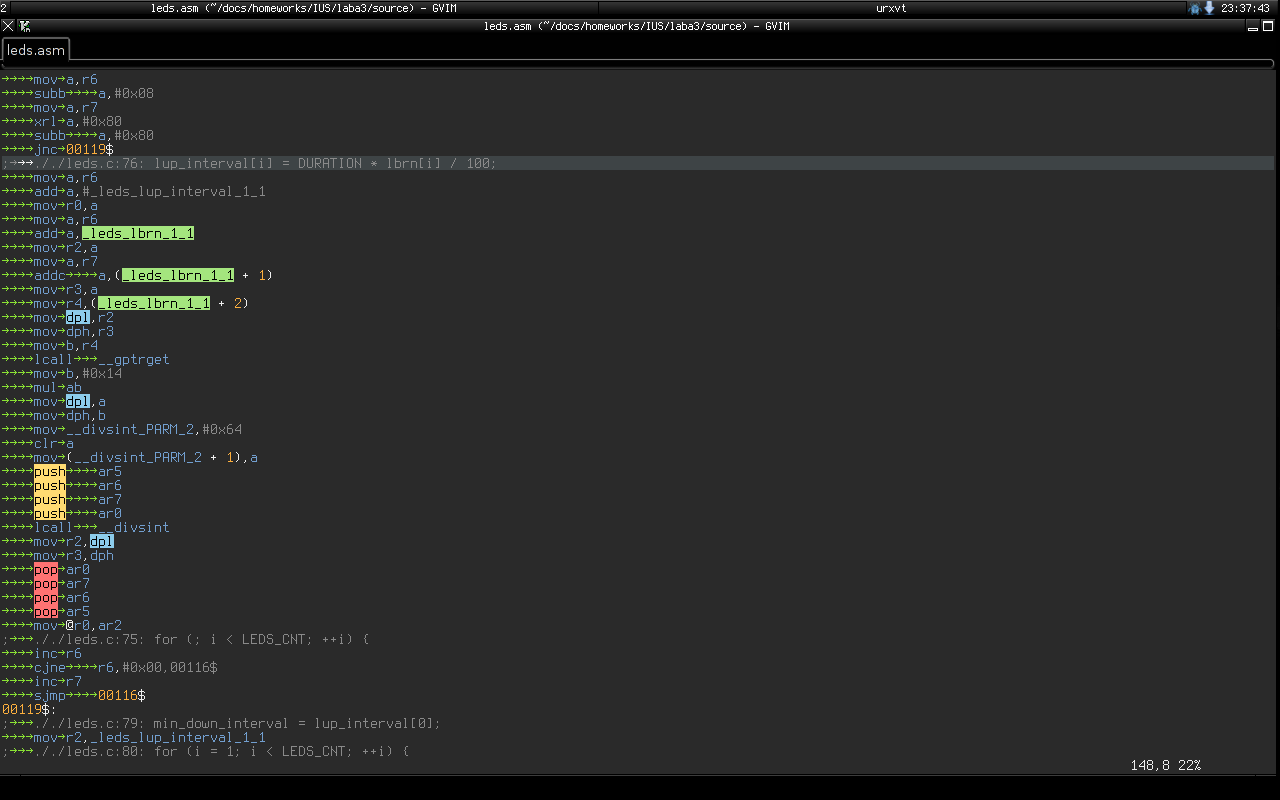 2 leds.asm (~/docs/homeworks/IUS/laba3/source) - GVIM urxvt 23:37:43
leds.asm (~/docs/homeworks/IUS/laba3/source) - GVIM
leds.asm
mov a,r6
subb a,#0x08
mov a,r7
xrl a,#0x80
subb a,#0x80
jnc 00119$
; ././leds.c:76: lup_interval[i] = DURATION * lbrn[i] / 100;
mov a,r6
add a,#_leds_lup_interval_1_1
mov r0,a
mov a,r6
add a,_leds_lbrn_1_1
mov r2,a
mov a,r7
addc a,(_leds_lbrn_1_1 + 1)
mov r3,a
mov r4,(_leds_lbrn_1_1 + 2)
mov dpl,r2
mov dph,r3
mov b,r4
lcall __gptrget
mov b,#0x14
mul ab
mov dpl,a
mov dph,b
mov __divsint_PARM_2,#0x64
clr a
mov (__divsint_PARM_2 + 1),a
push ar5
push ar6
push ar7
push ar0
lcall __divsint
mov r2,dpl
mov r3,dph
pop ar0
pop ar7
pop ar6
pop ar5
mov @r0,ar2
; ././leds.c:75: for (; i < LEDS_CNT; ++i) {
inc r6
cjne r6,#0x00,00116$
inc r7
sjmp 00116$
00119$:
; ././leds.c:79: min_down_interval = lup_interval[0];
mov r2,_leds_lup_interval_1_1
; ././leds.c:80: for (i = 1; i < LEDS_CNT; ++i) {
148,8 22%